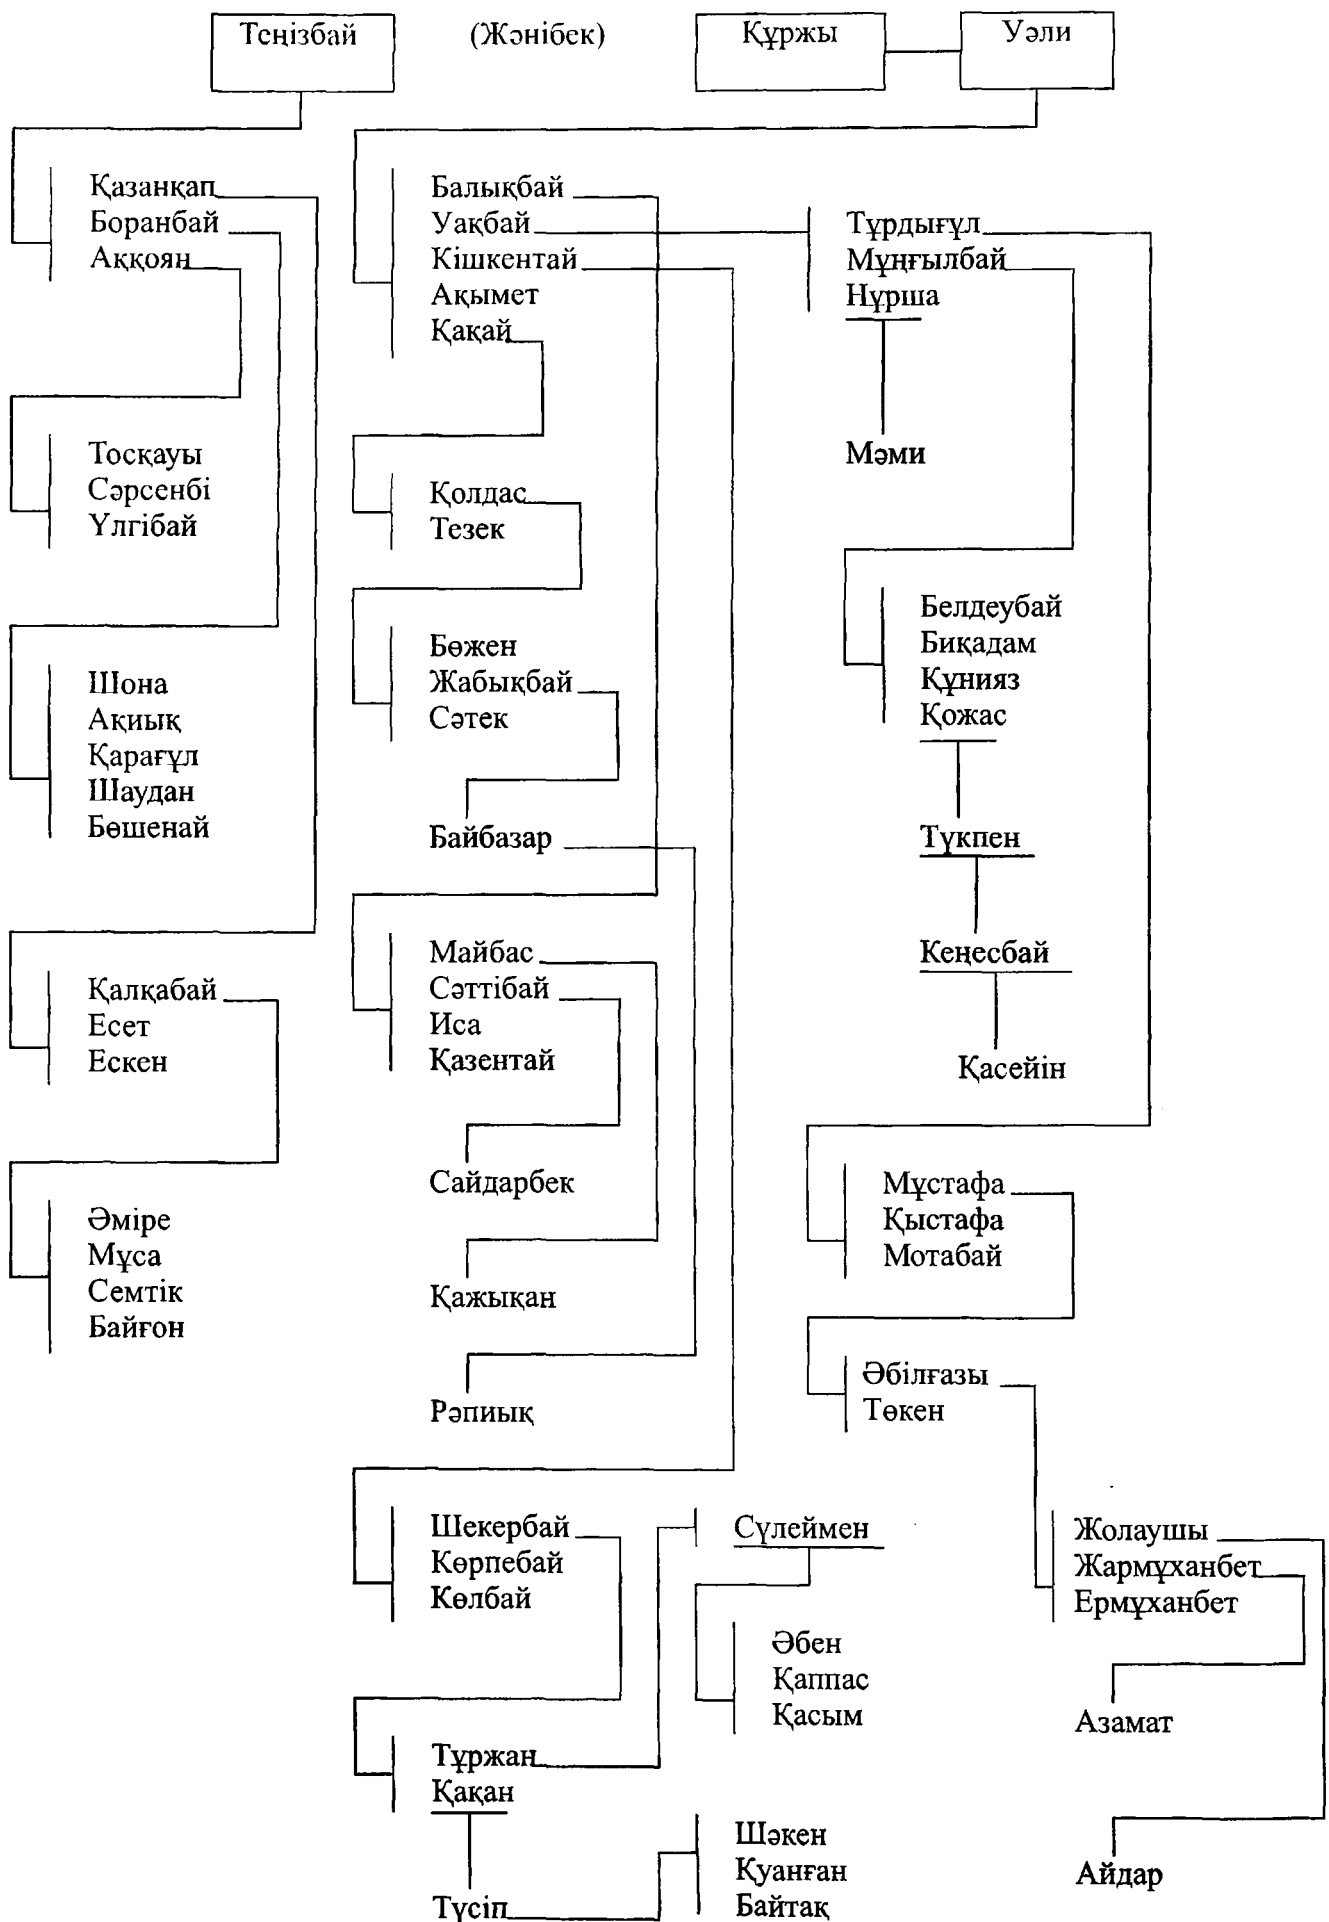 Теңізбай (Жәнібек) Құржы Уәли
Қазанқап
Боранбай
Аққоян
Тосқауы
Сәрсенбі
Үлгібай
Шона
Ақиық
Қарағұл
Шаудан
Бөшенай
Қалқабай
Есет
Ескен
Әміре
Мұса
Семтік
Байғон
Балықбай
Уақбай
Кішкентай
Ақымет
Қақай
Қолдас
Тезек
Бөжен
Жабықбай
Сәтек
Байбазар
Майбас
Сәттібай
Иса
Қазентай
Сайдарбек
Қажықан
Рәпиық
Шекербай
Көрпебай
Көлбай
Тұржан
Қақан
Түсіп
Сүлеймен
Әбен
Қаппас
Қасым
Шәкен
Қуанған
Байтақ
Тұрдығұл
Мұңғылбай
Нұрша
Мәми
Белдеубай
Биқадам
Құнияз
Қожас
Түкпен
Кеңесбай
Қасейін
Мұстафа
Қыстафа
Мотабай
Әбілғазы
Төкен
Жолаушы
Жармұханбет
Ермұханбет
Азамат
Айдар